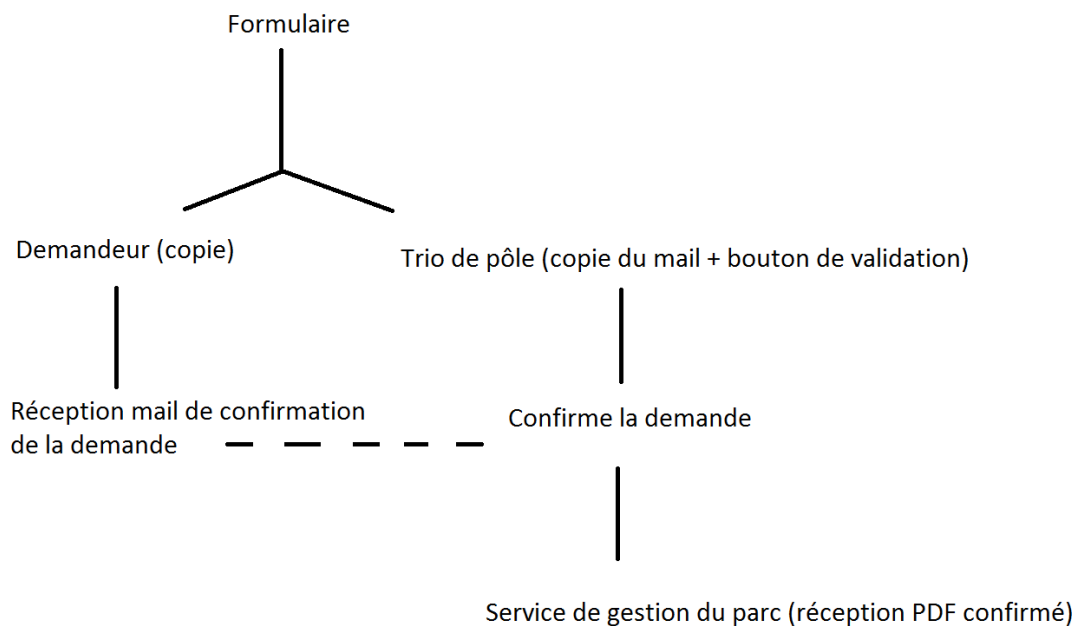 Formulaire
Demandeur (copie)
Trio de pôle (copie du mail + bouton de validation)
Réception mail de confirmation
de la demande
Confirme la demande
Service de gestion du parc (réception PDF confirmé)